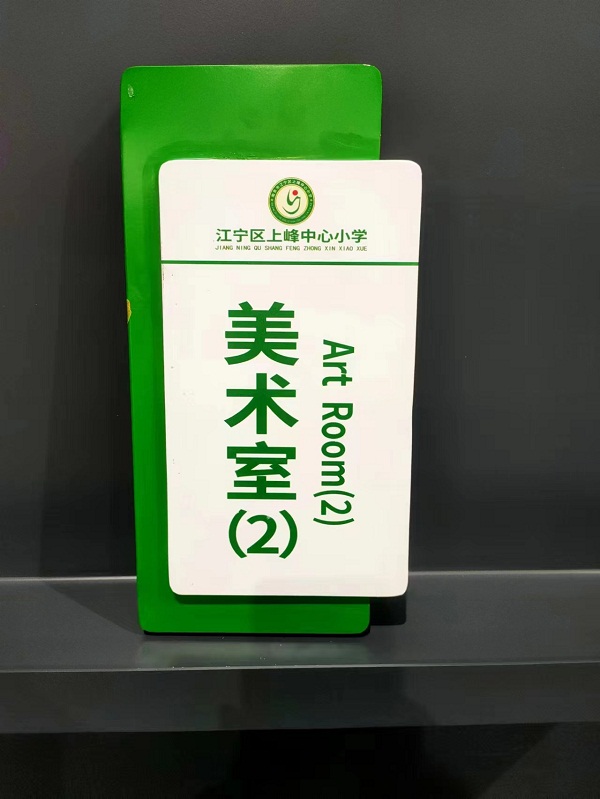 江宁区上峰中心小学
JIANG NING QU SHANG FENG ZHONG XIN XIAO XUE
美术室(2)
Art Room(2)